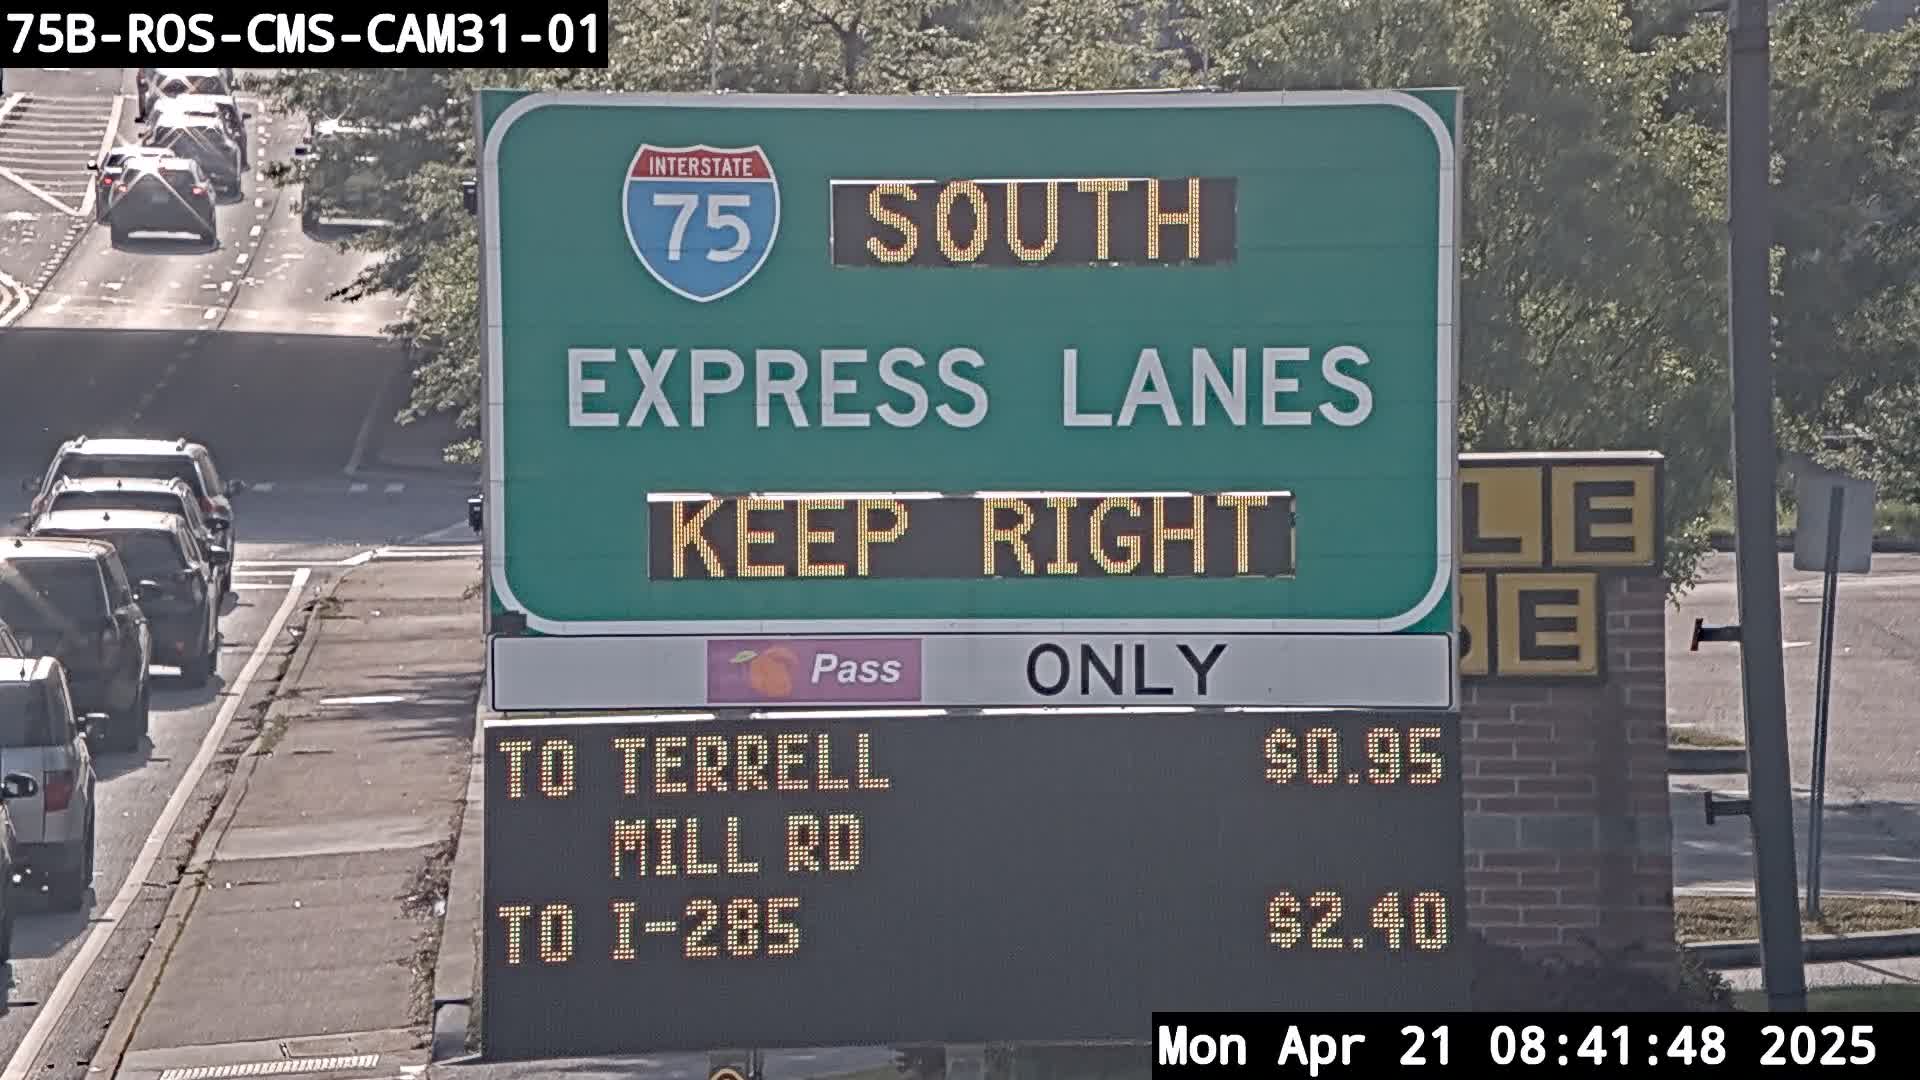 75B-ROS-CMS-CAM31-01
INTERSTATE
75
SOUTH
EXPRESS LANES
KEEP RIGHT
Pass ONLY
TO TERRELL $0.95
MILL RD
TO I-285 $2.40
LE
E
Mon Apr 21 08:41:48 2025